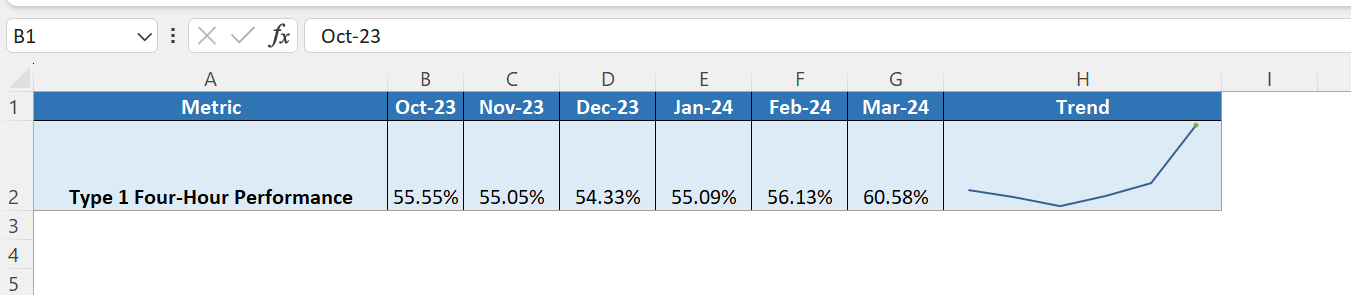 B1 fx Oct-23
A B C D E F G H I
1 Metric Oct-23 Nov-23 Dec-23 Jan-24 Feb-24 Mar-24 Trend
2 Type 1 Four-Hour Performance 55.55% 55.05% 54.33% 55.09% 56.13% 60.58%
3
4
5